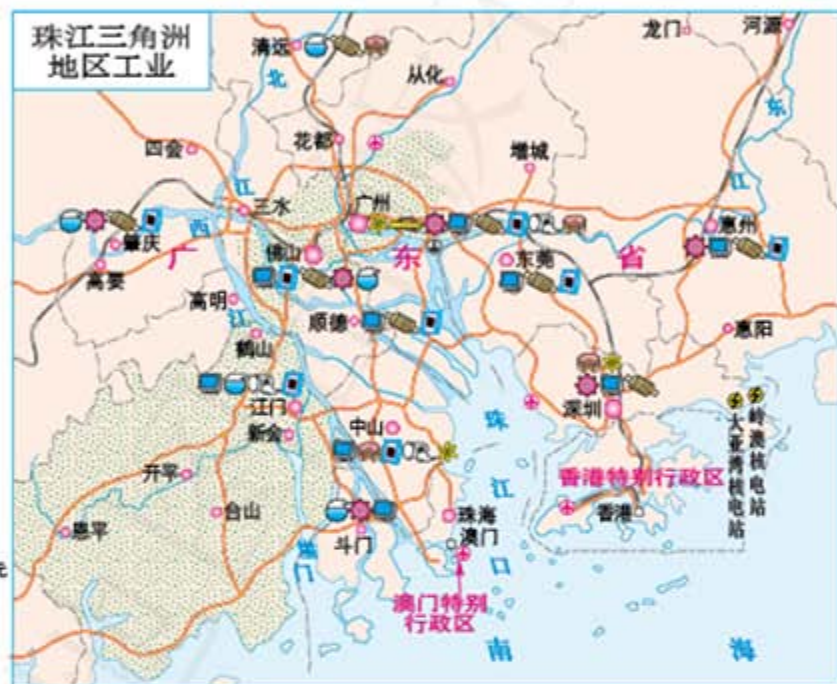 珠江三角洲
地区工业
清远
北
从化
龙门
河源
东
花都
四会
增城
江
江
三水
广州
惠州
西
肇庆
佛山
广
东
省
东莞
高要
高明
顺德
惠阳
江
鹤山
深圳
江门
中山
珠
新会
岭澳核电站
大亚湾核电站
开平
江
香港特别行政区
香港
台山
珠海
恩平
斗门
澳门
口
崖门
澳门特别
行政区
南
海
元